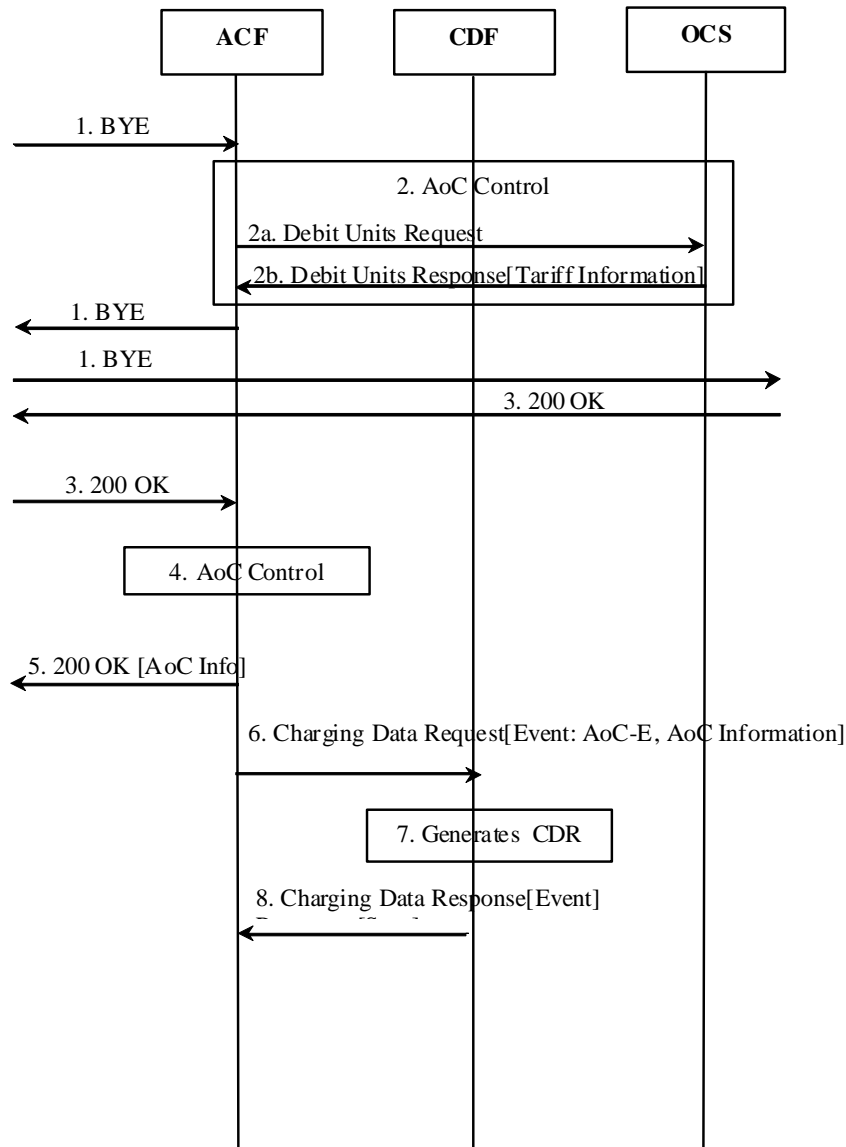 ACF
CDF
OCS
1. BYE
2. AoC Control
2a. Debit Units Request
2b. Debit Units Response[Tariff Information]
1. BYE
1. BYE
3. 200 OK
3. 200 OK
4. AoC Control
5. 200 OK [AoC Info]
6. Charging Data Request[Event: AoC-E, AoC Information]
7. Generates CDR
8. Charging Data Response[Event]